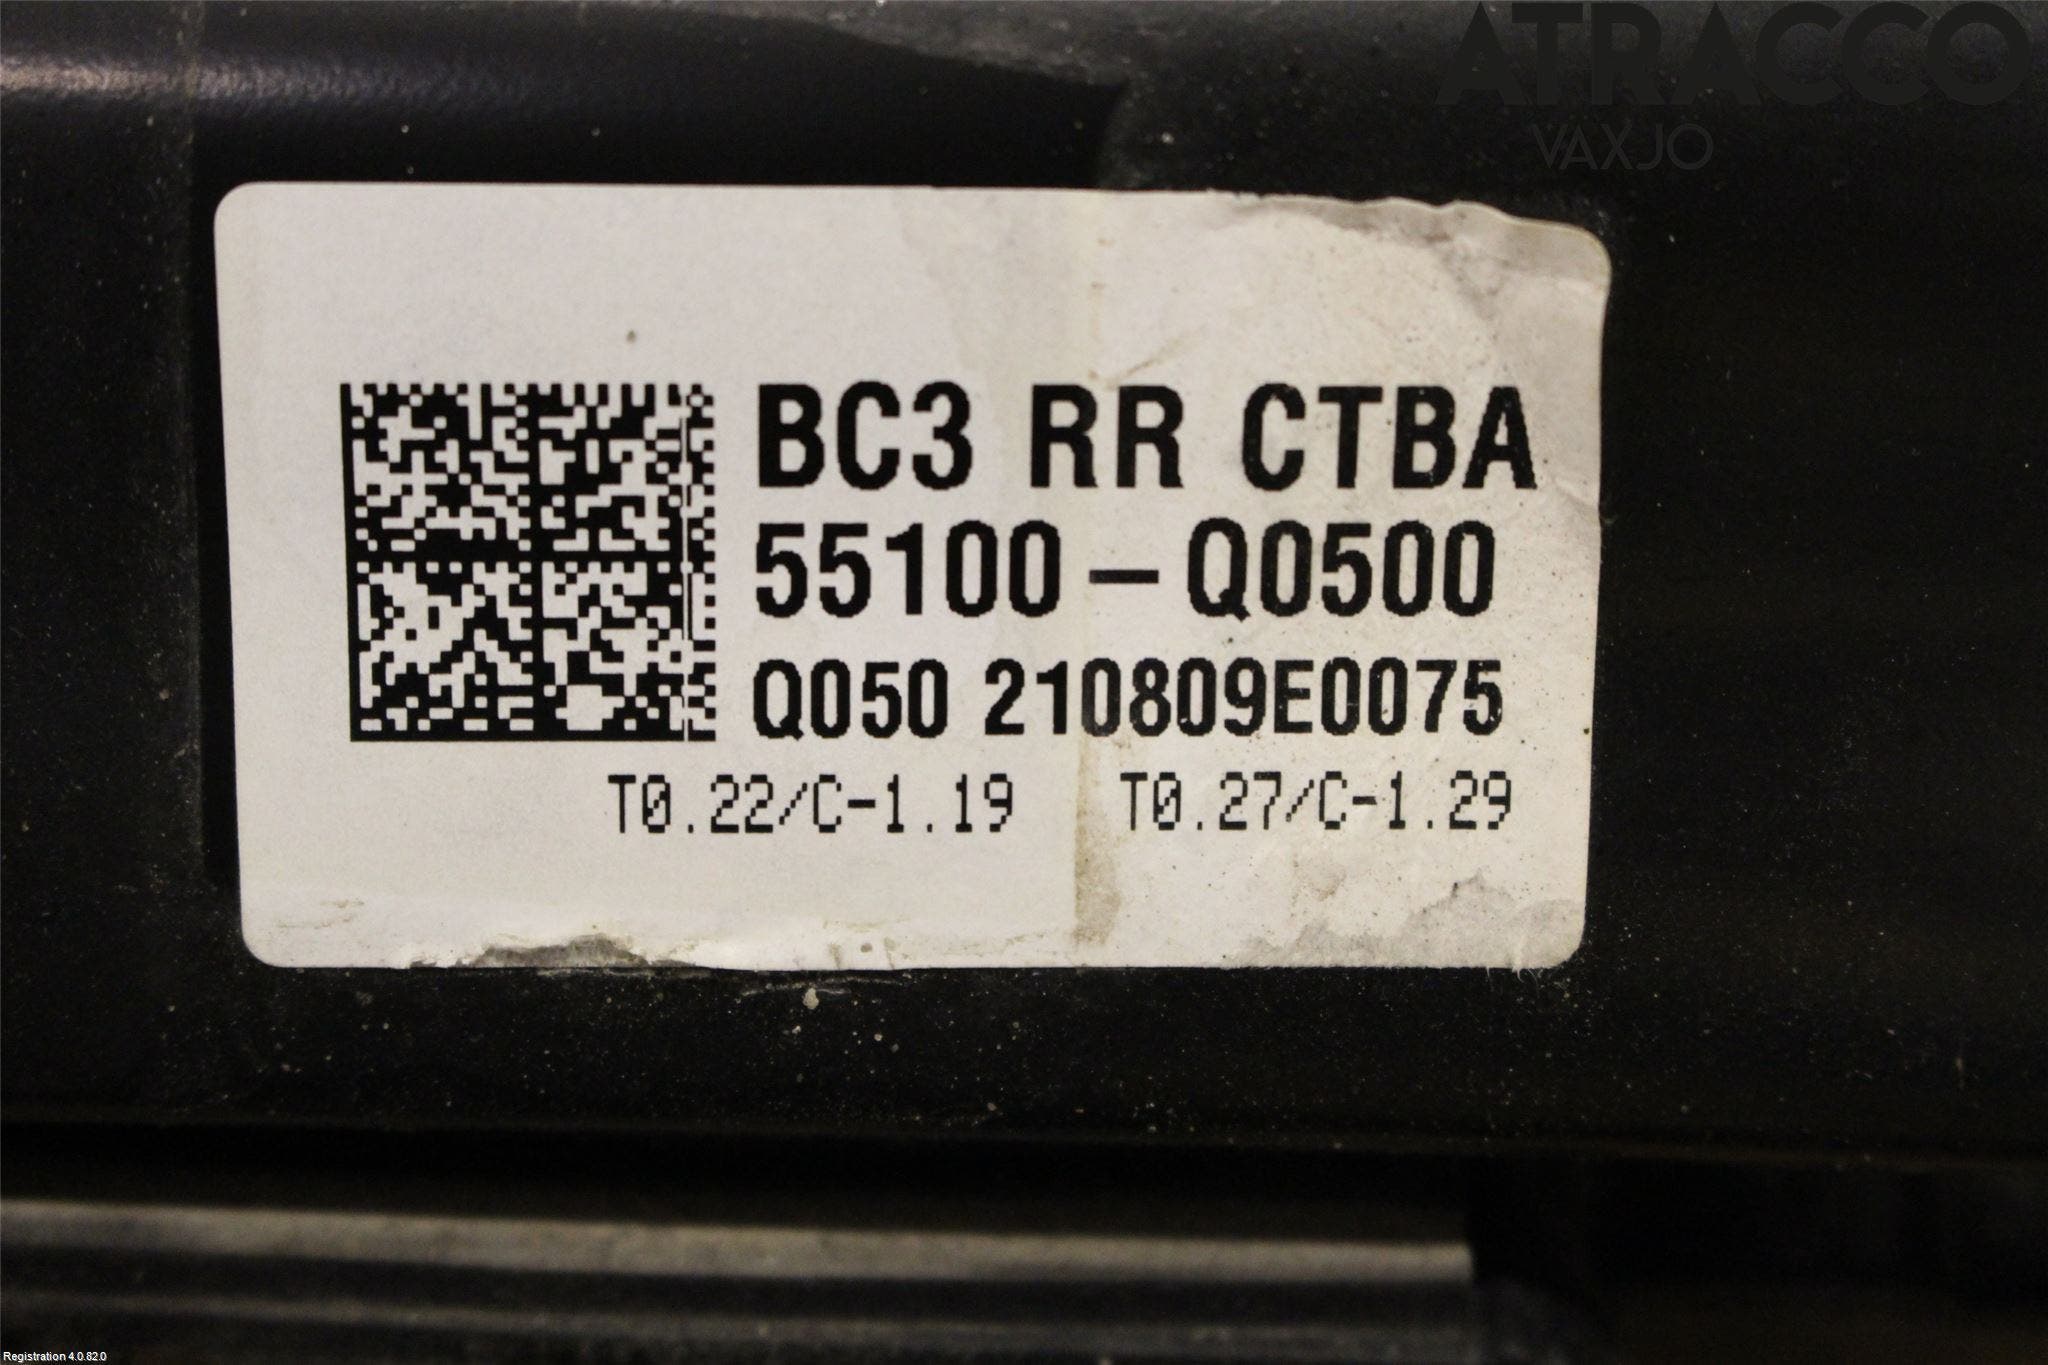 ATRACCO
VAXJO
BC3 RR CTBA
55100-Q0500
Q050 210809E0075
T0.22/C-1.19 T0.27/C-1.29
Registration 4.0.82.0